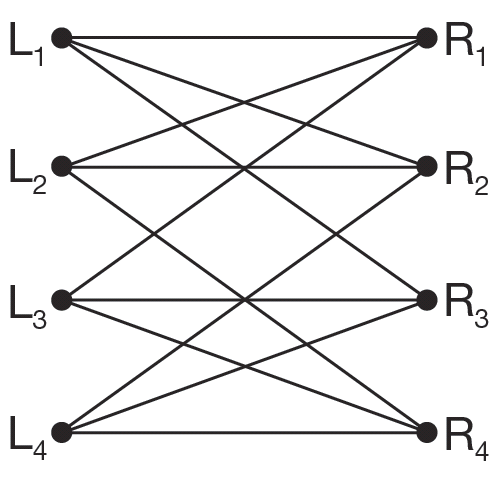 L₁ R₁
L₂ R₂
L₃ R₃
L₄ R₄